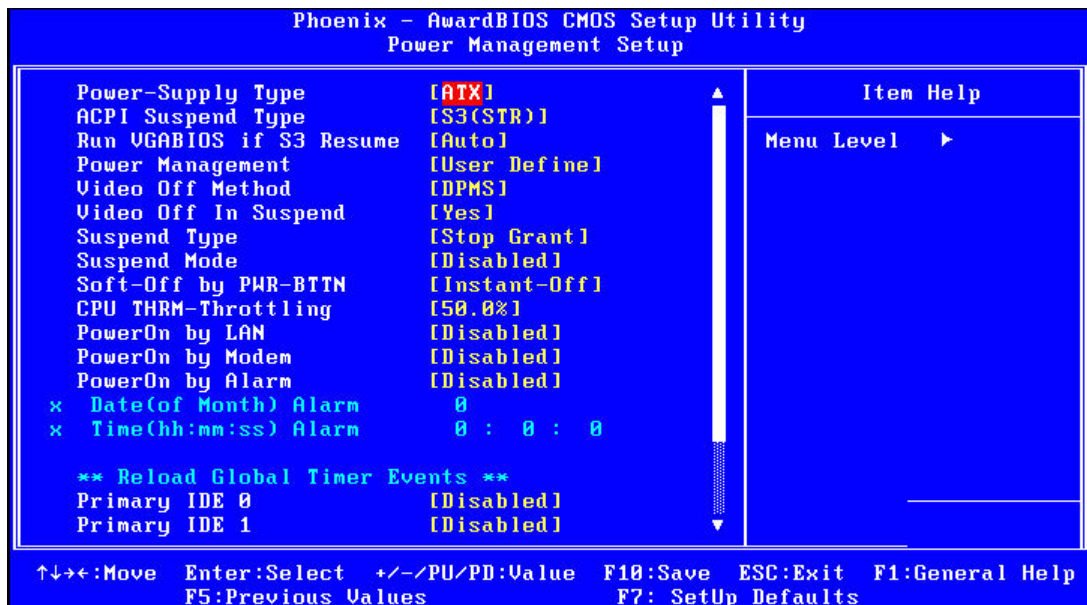 Phoenix - AwardBIOS CMOS Setup Utility
Power Management Setup
Power-Supply Type [ATX]
ACPI Suspend Type [S3(STR)]
Run VGABIOS if S3 Resume [Auto]
Power Management [User Define]
Video Off Method [DPMS]
Video Off In Suspend [Yes]
Suspend Type [Stop Grant]
Suspend Mode [Disabled]
Soft-Off by PWR-BTTN [Instant-Off]
CPU THRM-Throttling [50.0%]
PowerOn by LAN [Disabled]
PowerOn by Modem [Disabled]
PowerOn by Alarm [Disabled]
x Date(of Month) Alarm 0
x Time(hh:mm:ss) Alarm 0 : 0 : 0
** Reload Global Timer Events **
Primary IDE 0 [Disabled]
Primary IDE 1 [Disabled]
Item Help
Menu Level ►
↑↓→←:Move Enter:Select +/-/PU/PD:Value F10:Save ESC:Exit F1:General Help
F5:Previous Values F7: SetUp Defaults